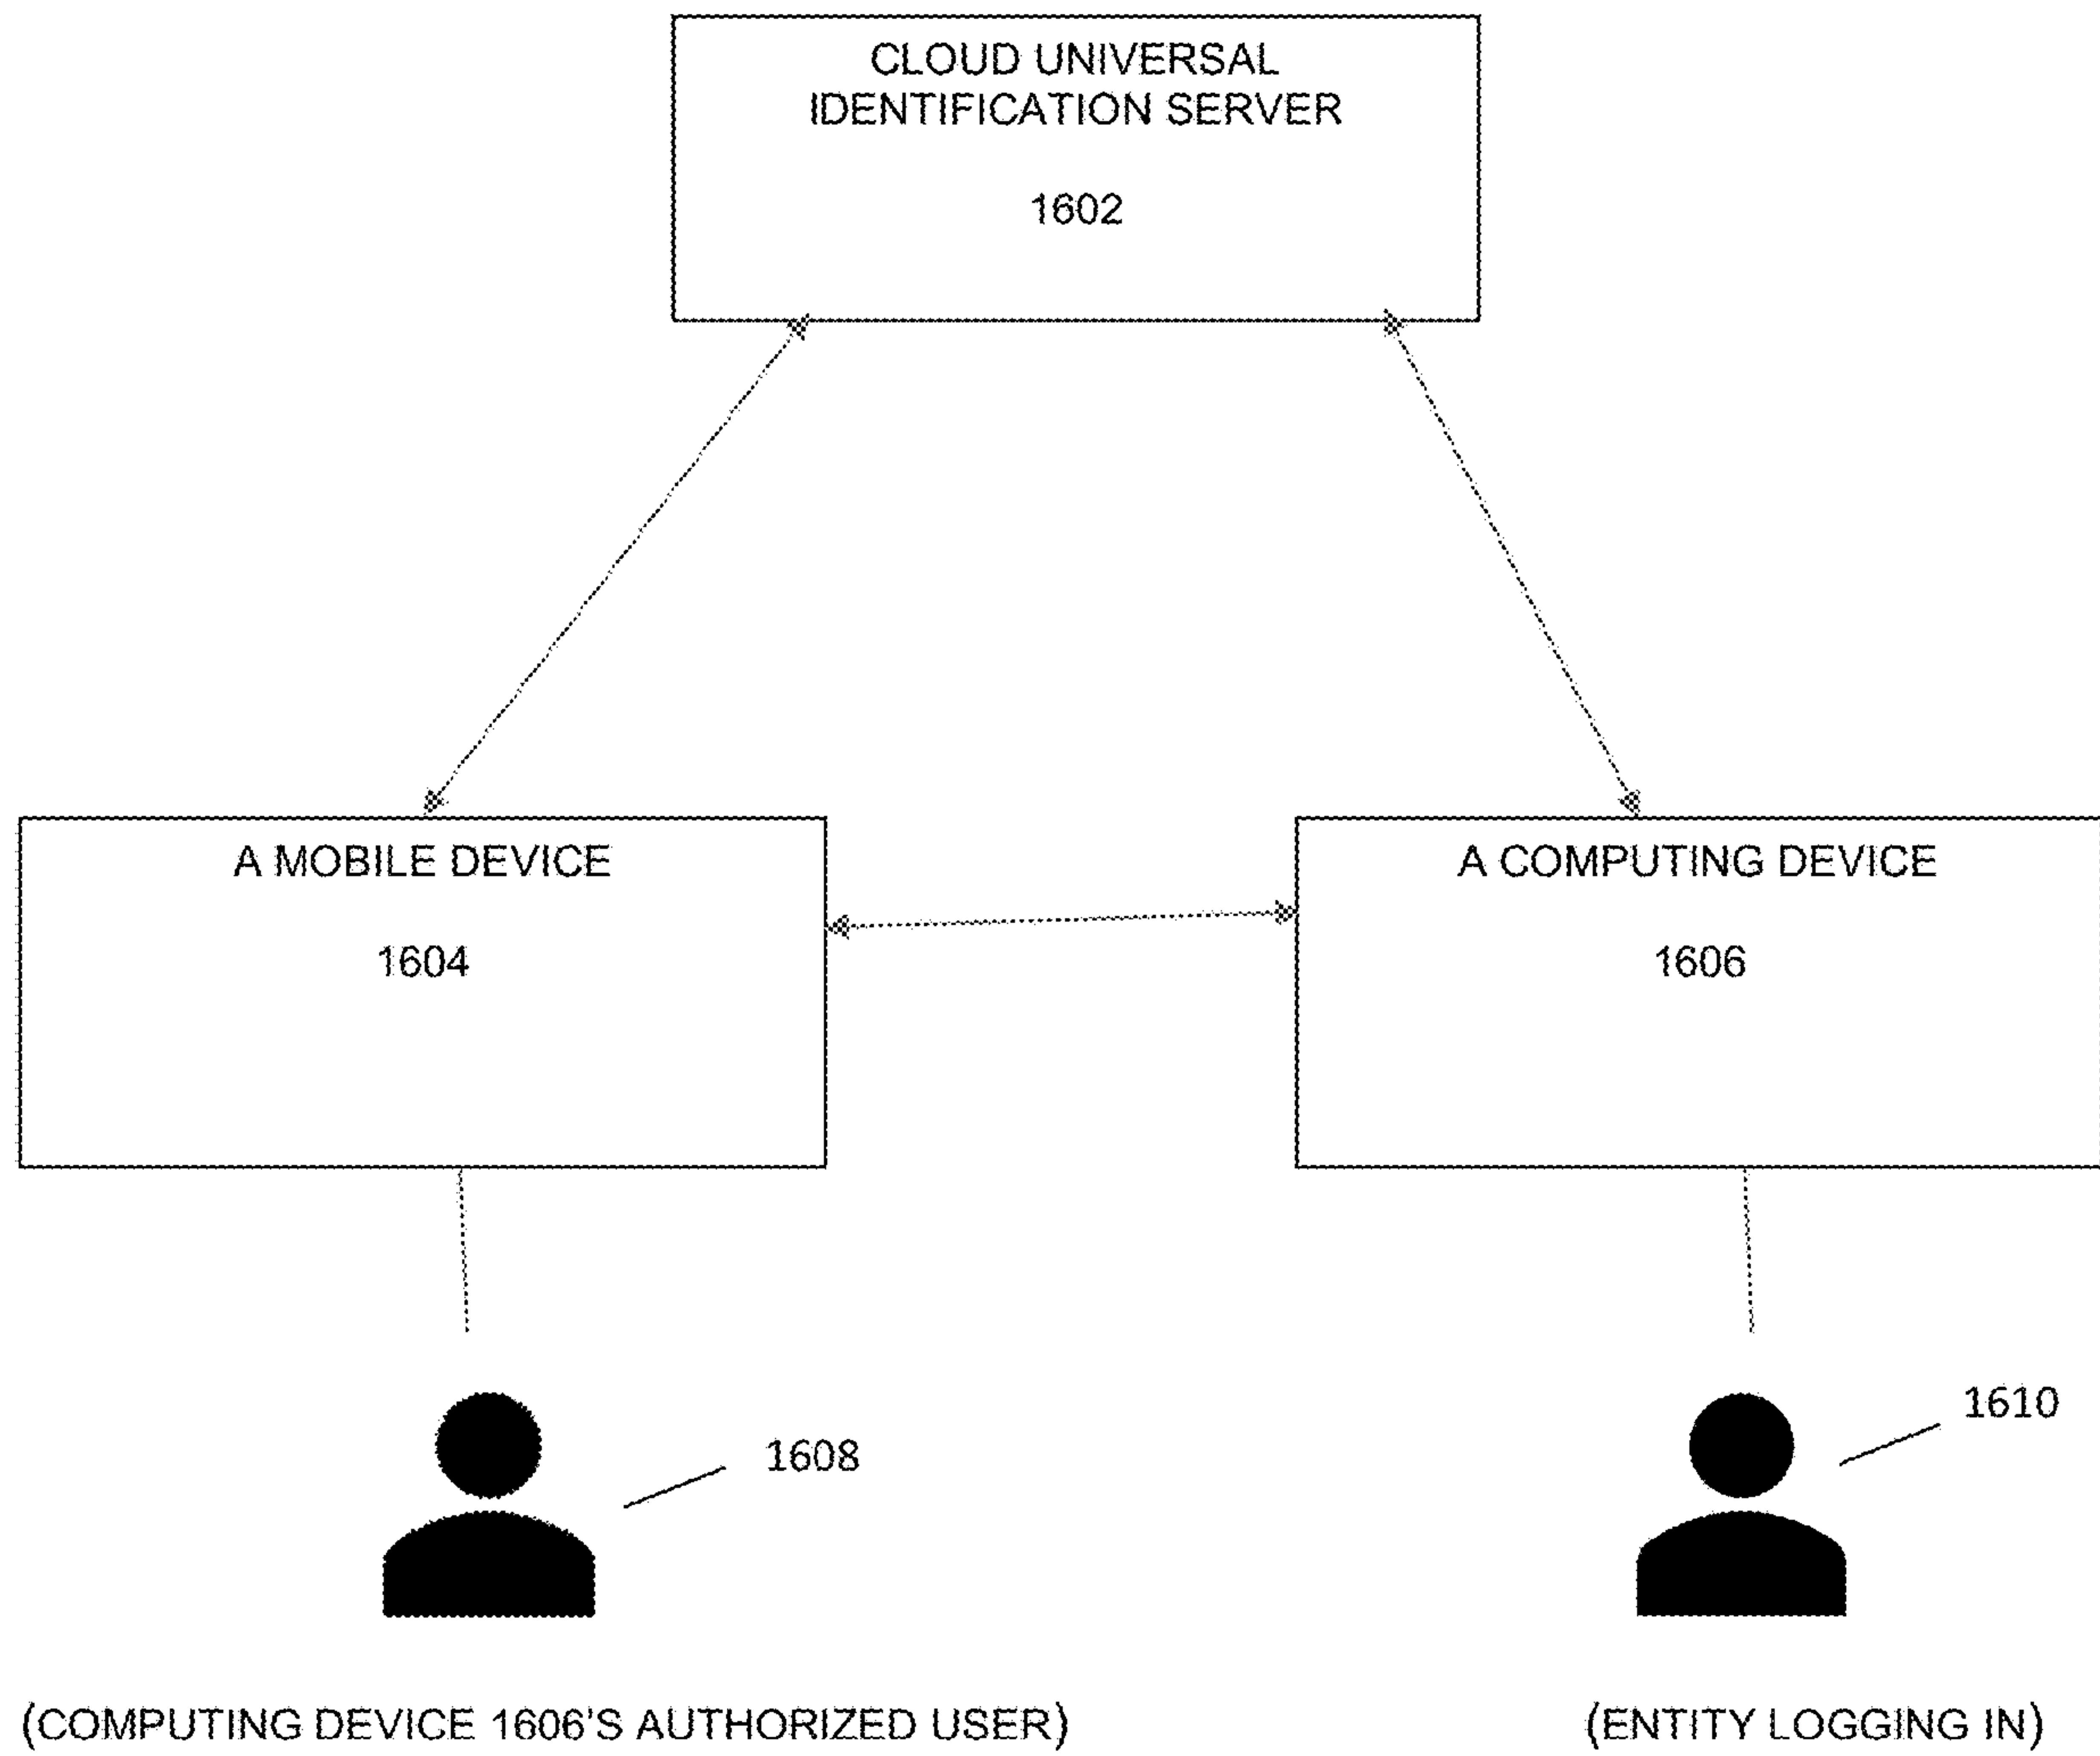 CLOUD UNIVERSAL
IDENTIFICATION SERVER
1602
A MOBILE DEVICE
1604
A COMPUTING DEVICE
1606
1608
1610
(COMPUTING DEVICE 1606'S AUTHORIZED USER)
(ENTITY LOGGING IN)